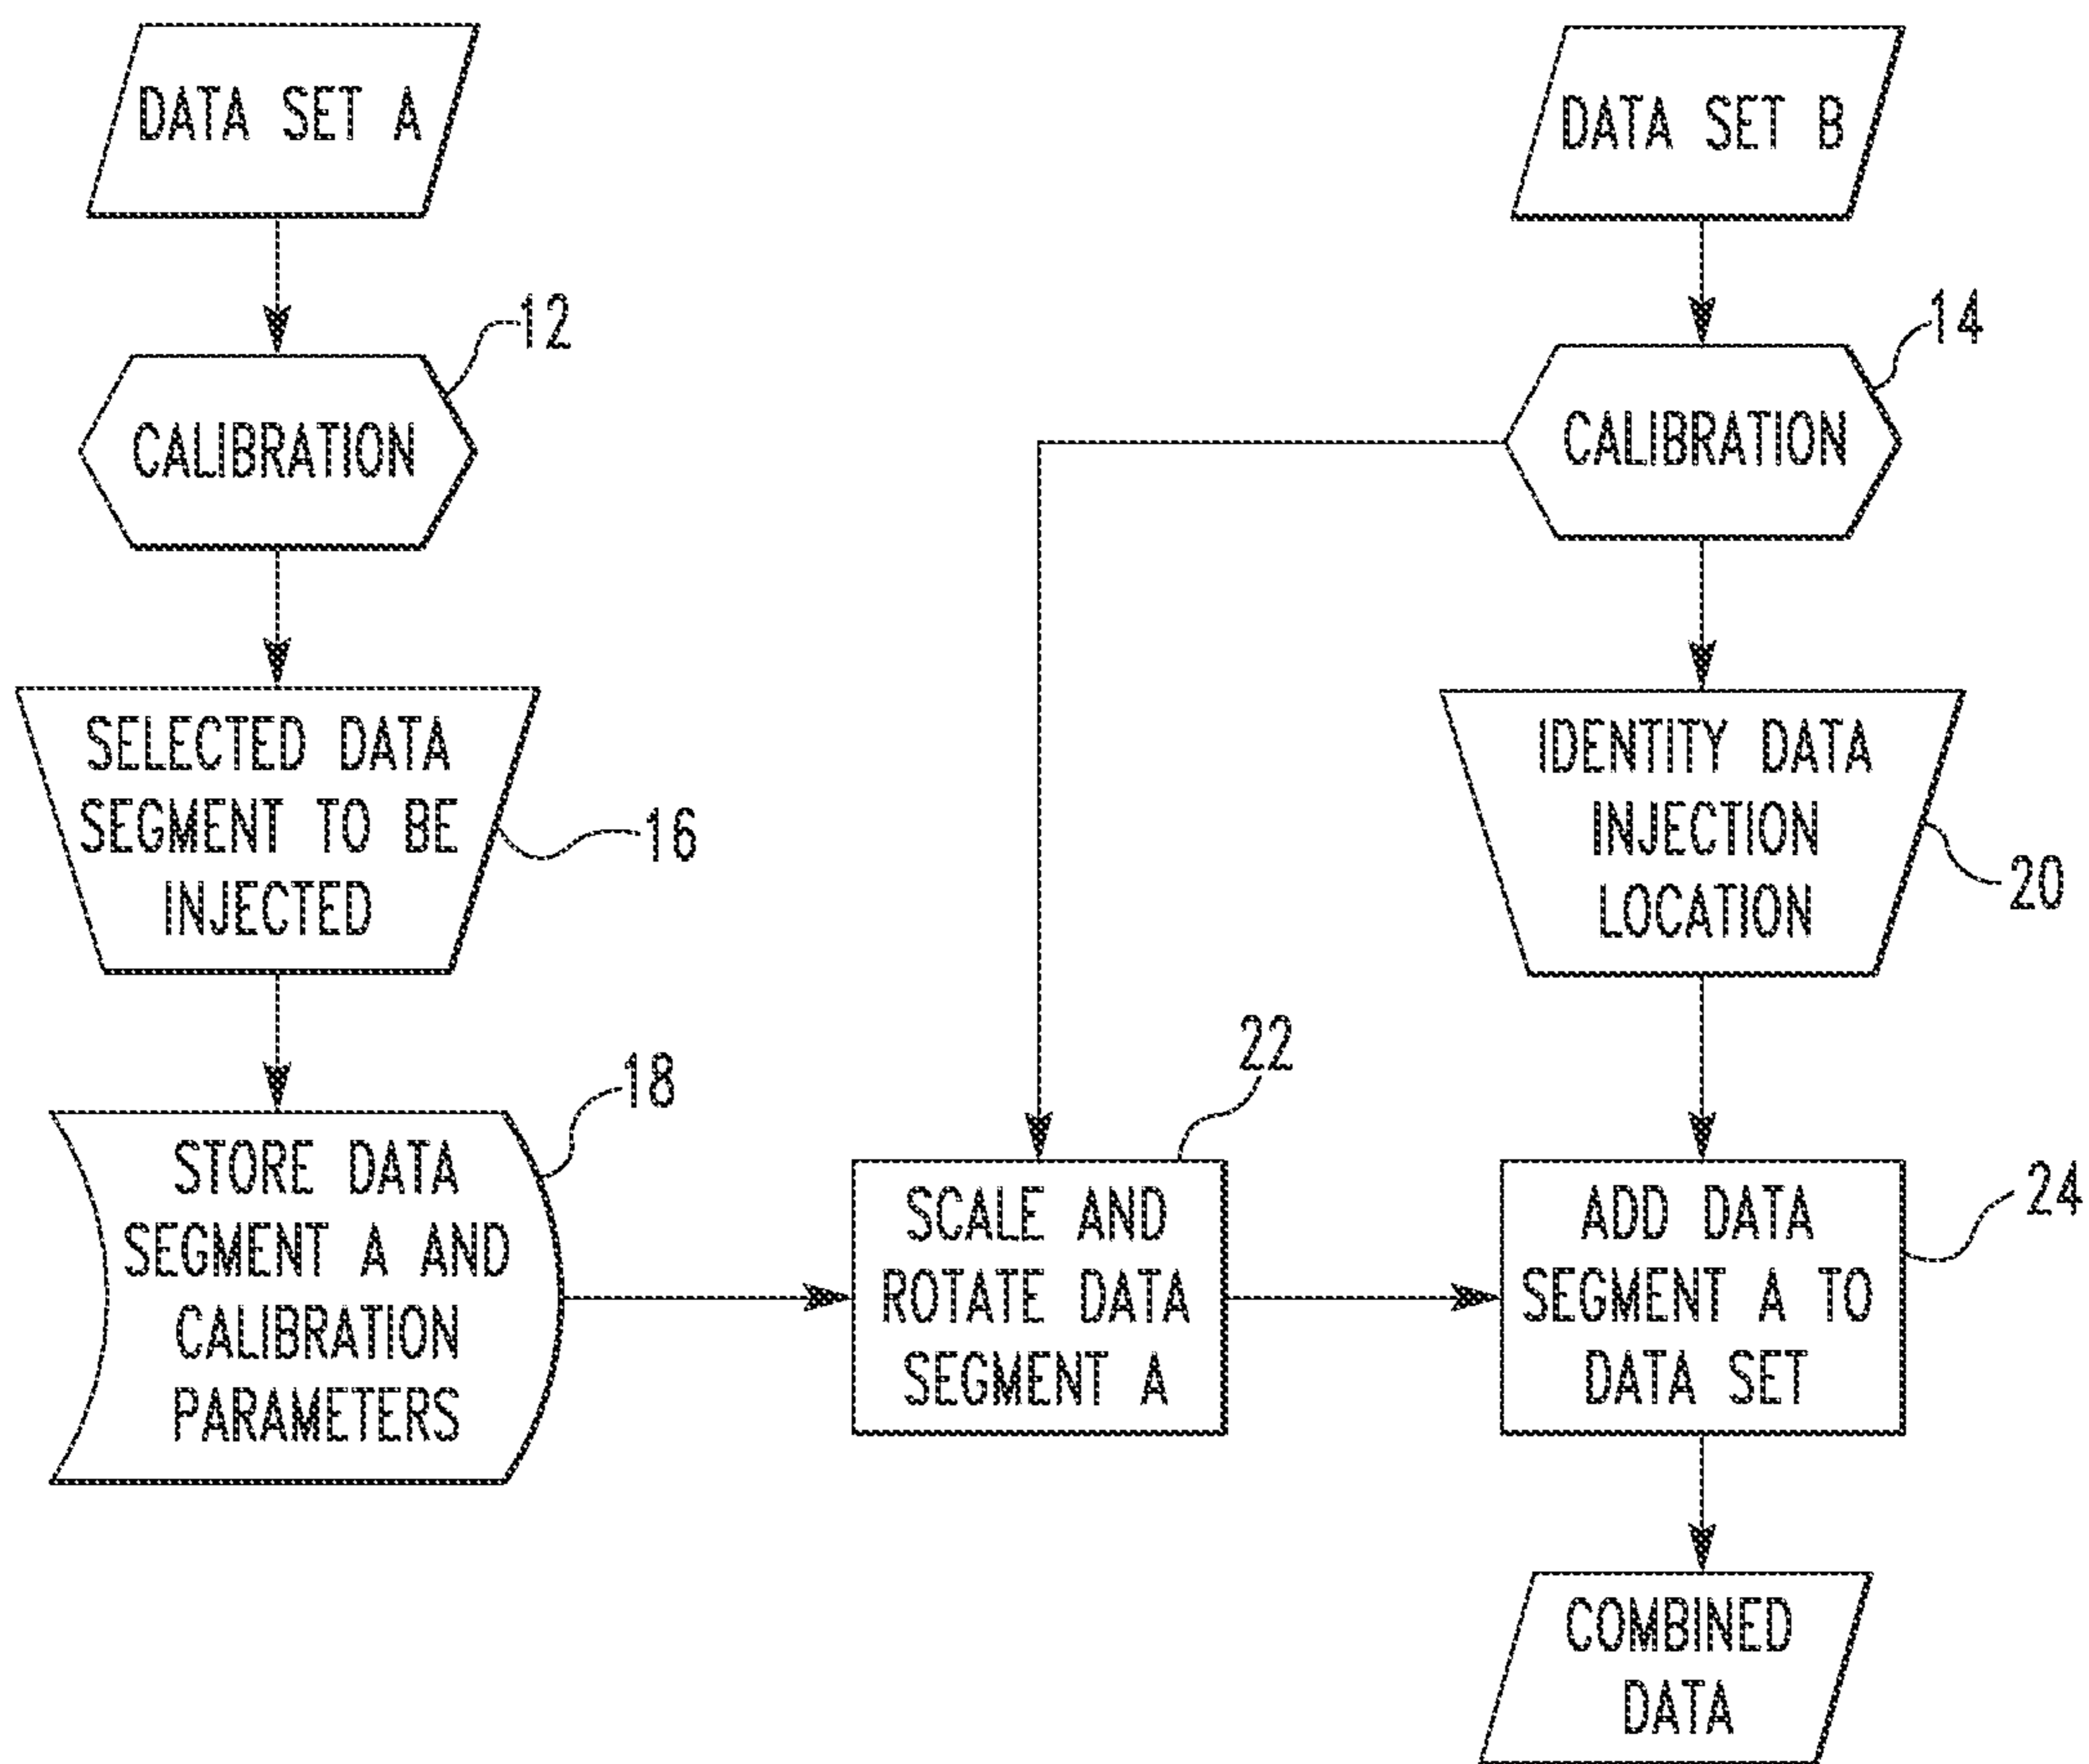 DATA SET A
12
CALIBRATION
SELECTED DATA
SEGMENT TO BE
INJECTED
16
STORE DATA
SEGMENT A AND
CALIBRATION
PARAMETERS
18
SCALE AND
ROTATE DATA
SEGMENT A
22
DATA SET B
14
CALIBRATION
IDENTITY DATA
INJECTION
LOCATION
20
ADD DATA
SEGMENT A TO
DATA SET
24
COMBINED
DATA